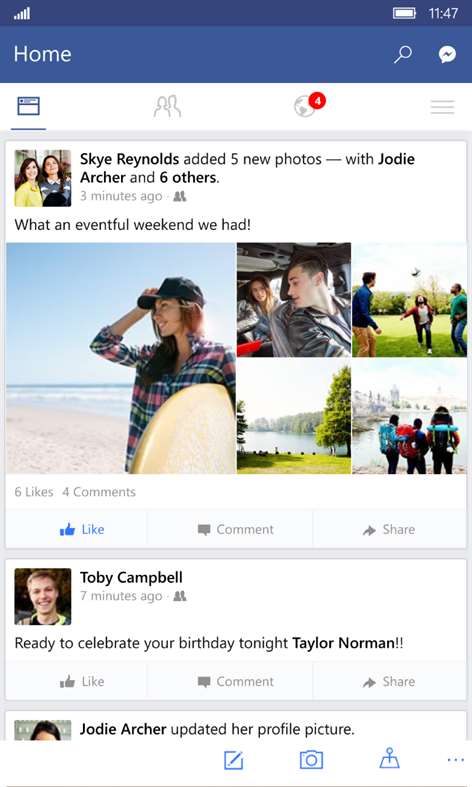 11:47
Home
4
Skye Reynolds added 5 new photos — with Jodie
Archer and 6 others.
3 minutes ago ·
What an eventful weekend we had!
6 Likes 4 Comments
Like Comment Share
Toby Campbell
7 minutes ago ·
Ready to celebrate your birthday tonight Taylor Norman!!
Like Comment Share
Jodie Archer updated her profile picture.